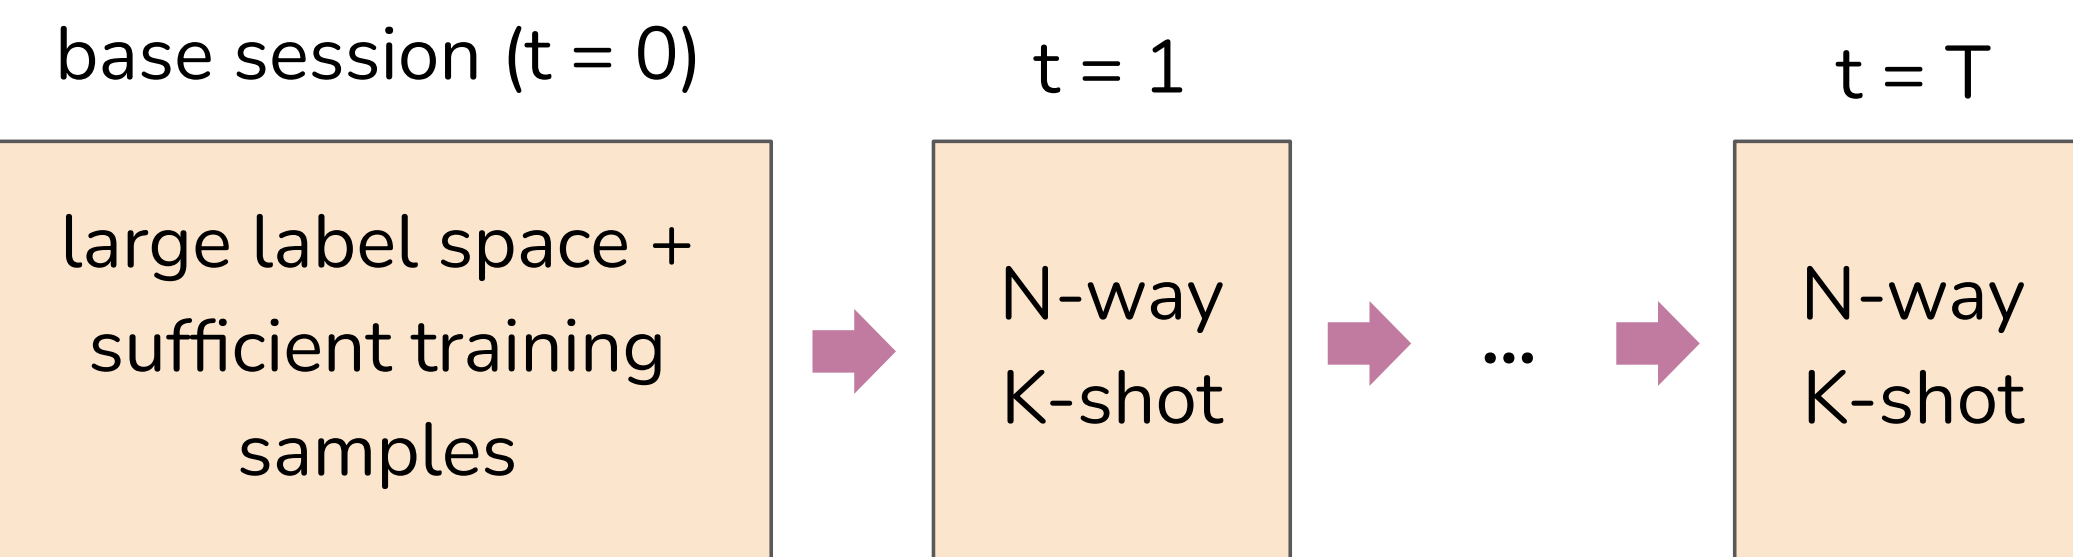 base session (t = 0)
t = 1
t = T
large label space +
sufficient training
samples
N-way
K-shot
...
N-way
K-shot